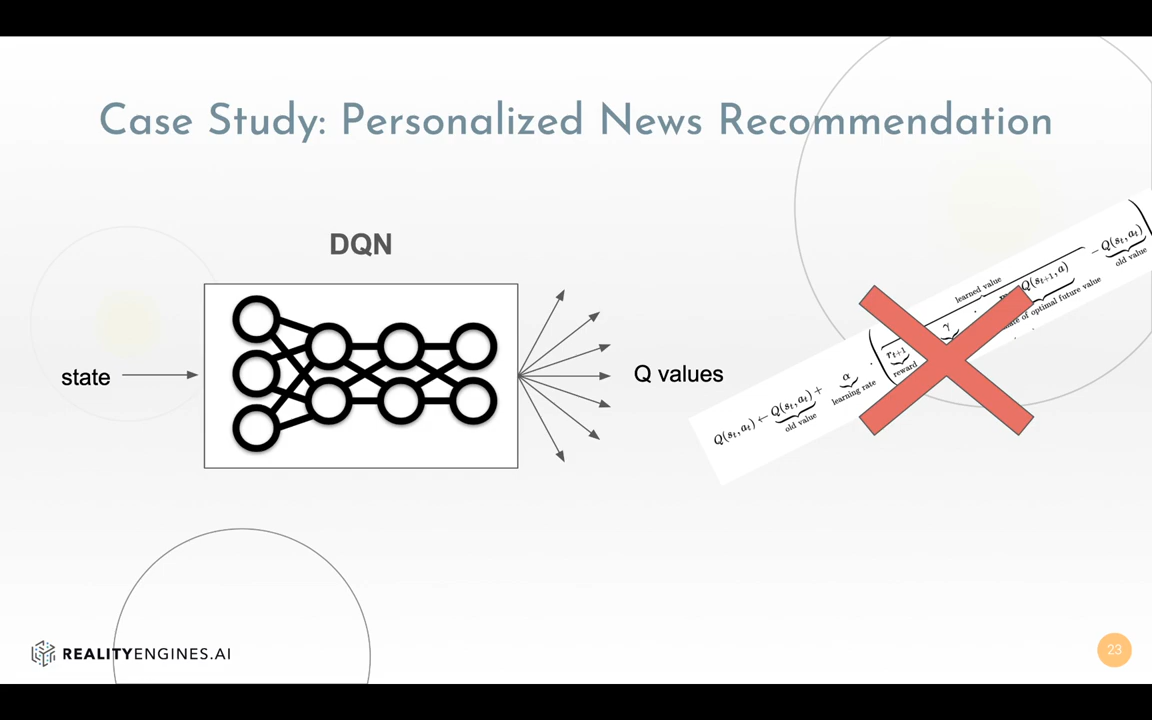 Case Study: Personalized News Recommendation
DQN
state
Q values
Q(s_t, a_t) ← Q(s_t, a_t) + α · ( r_{t+1} γ · Q(s_{t+1}, a) − Q(s_t, a_t) )
learned value
old value
learning rate
reward
of optimal future value
old value
REALITYENGINES.AI
23